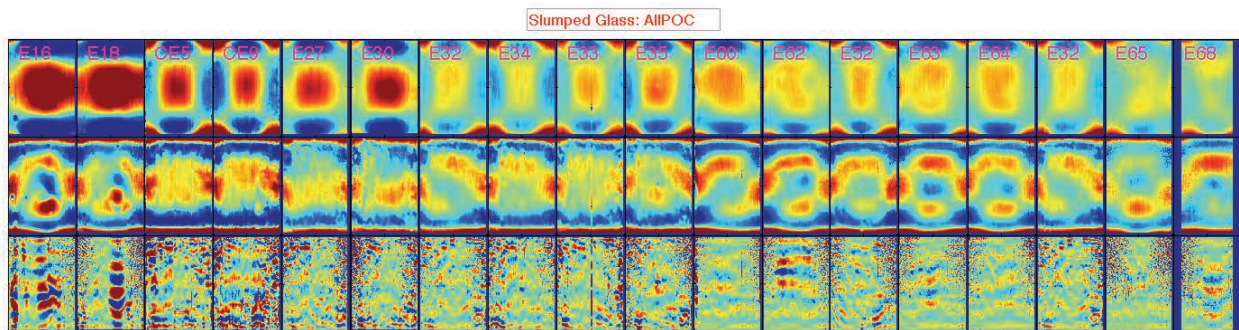 Slumped Glass: AllPOC
E16 E18 CE5 CE9 E27 E30 E32 E34 E33 E35 E60 E62 E52 E63 E64 E32 E65 E68